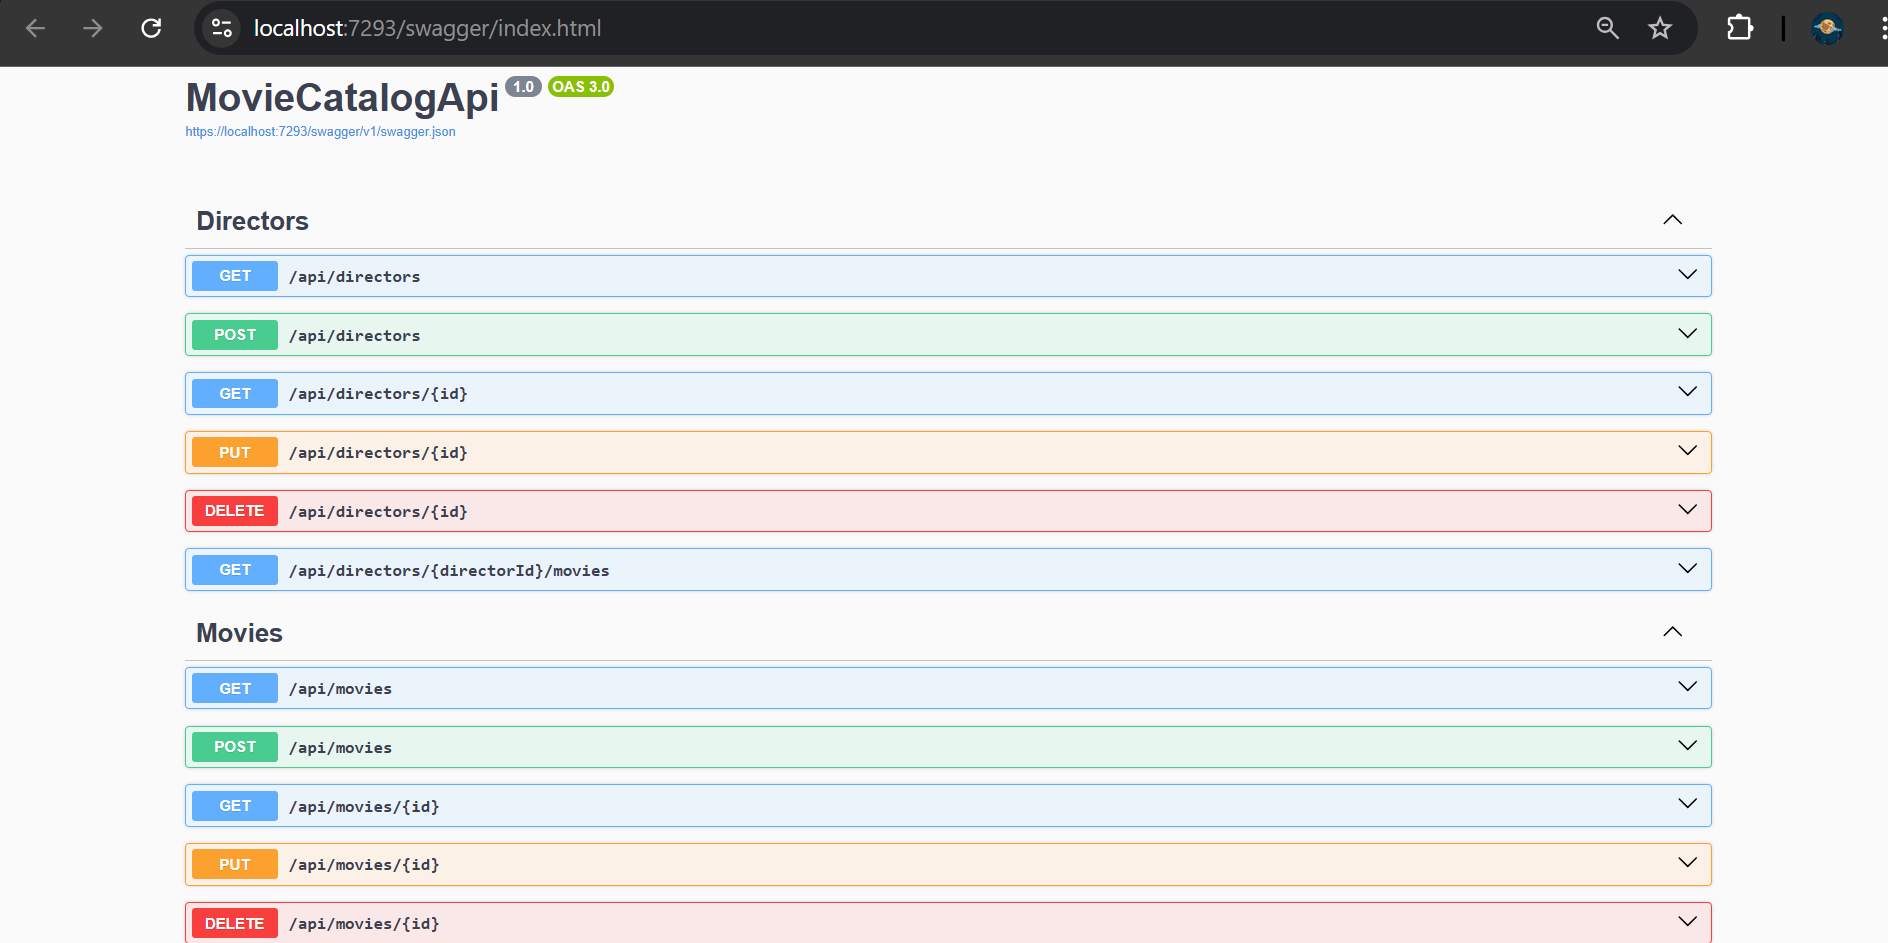 localhost:7293/swagger/index.html
MovieCatalogApi 1.0 OAS 3.0
https://localhost:7293/swagger/v1/swagger.json
Directors
GET /api/directors
POST /api/directors
GET /api/directors/{id}
PUT /api/directors/{id}
DELETE /api/directors/{id}
GET /api/directors/{directorId}/movies
Movies
GET /api/movies
POST /api/movies
GET /api/movies/{id}
PUT /api/movies/{id}
DELETE /api/movies/{id}